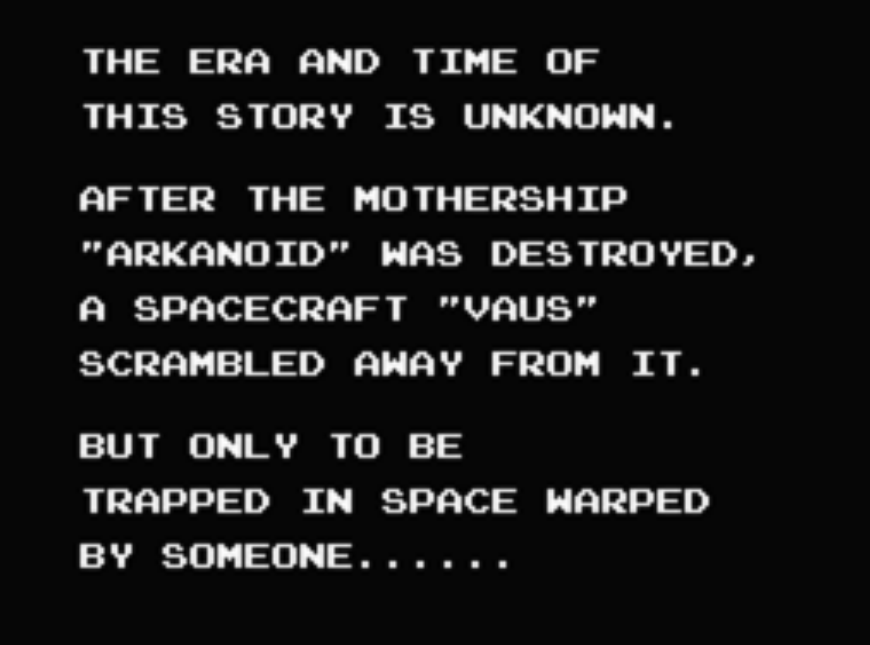 THE ERA AND TIME OF
THIS STORY IS UNKNOWN.
AFTER THE MOTHERSHIP
"ARKANOID" WAS DESTROYED,
A SPACECRAFT "VAUS"
SCRAMBLED AWAY FROM IT.
BUT ONLY TO BE
TRAPPED IN SPACE WARPED
BY SOMEONE......